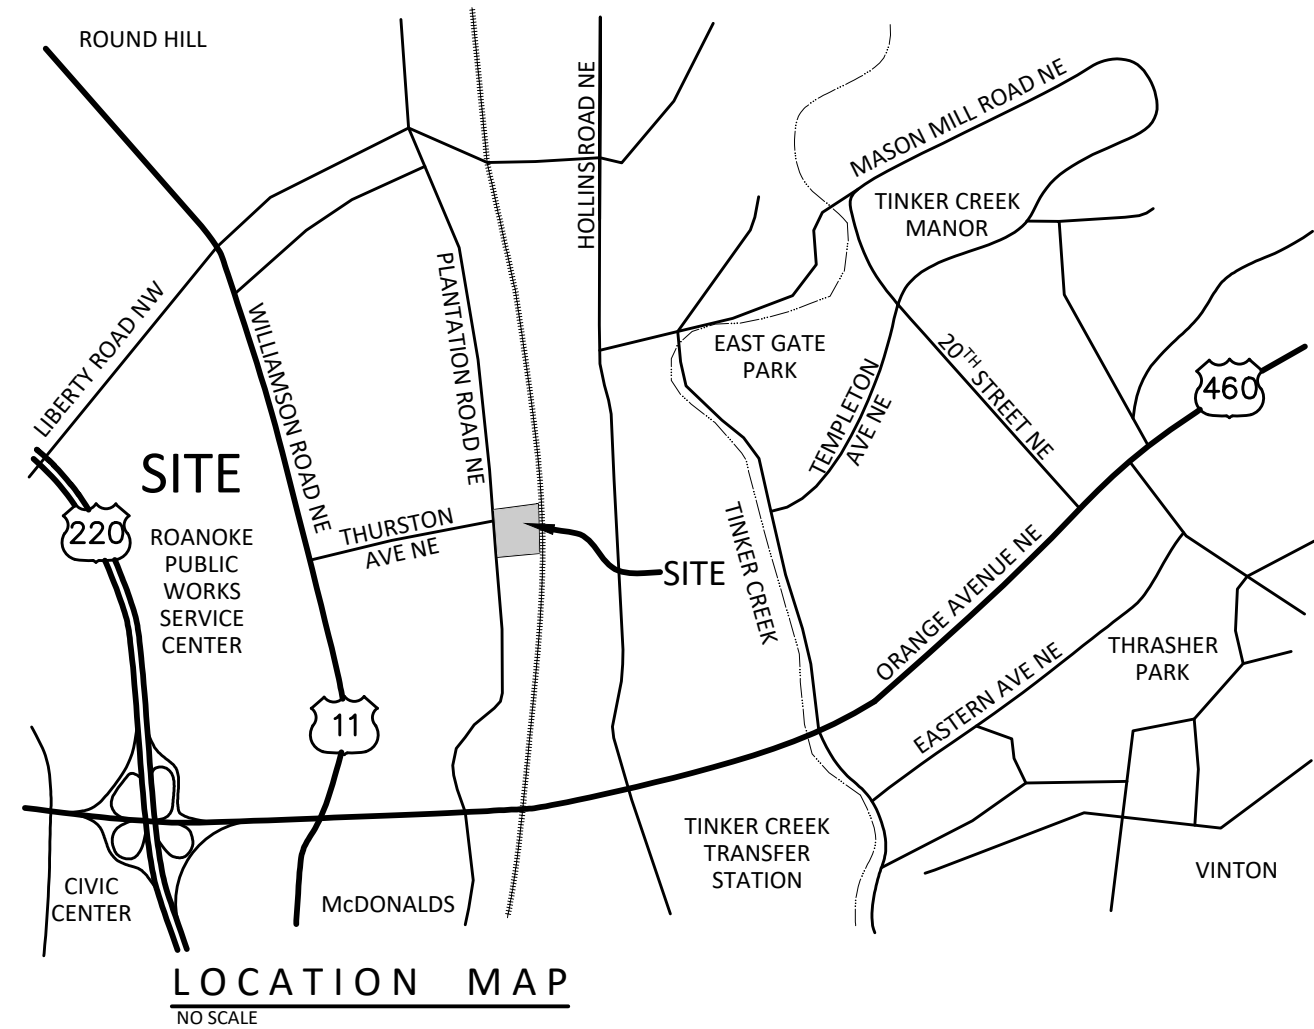 ROUND HILL
HOLLINS ROAD NE
MASON MILL ROAD NE
TINKER CREEK
MANOR
LIBERTY ROAD NW
WILLIAMSON ROAD NE
PLANTATION ROAD NE
EAST GATE
PARK
TEMPLETON
AVE NE
20TH STREET NE
460
SITE
220
ROANOKE
PUBLIC
WORKS
SERVICE
CENTER
THURSTON
AVE NE
SITE
TINKER CREEK
ORANGE AVENUE NE
EASTERN AVE NE
THRASHER
PARK
11
TINKER CREEK
TRANSFER
STATION
VINTON
CIVIC
CENTER
McDONALDS
LOCATION MAP
NO SCALE